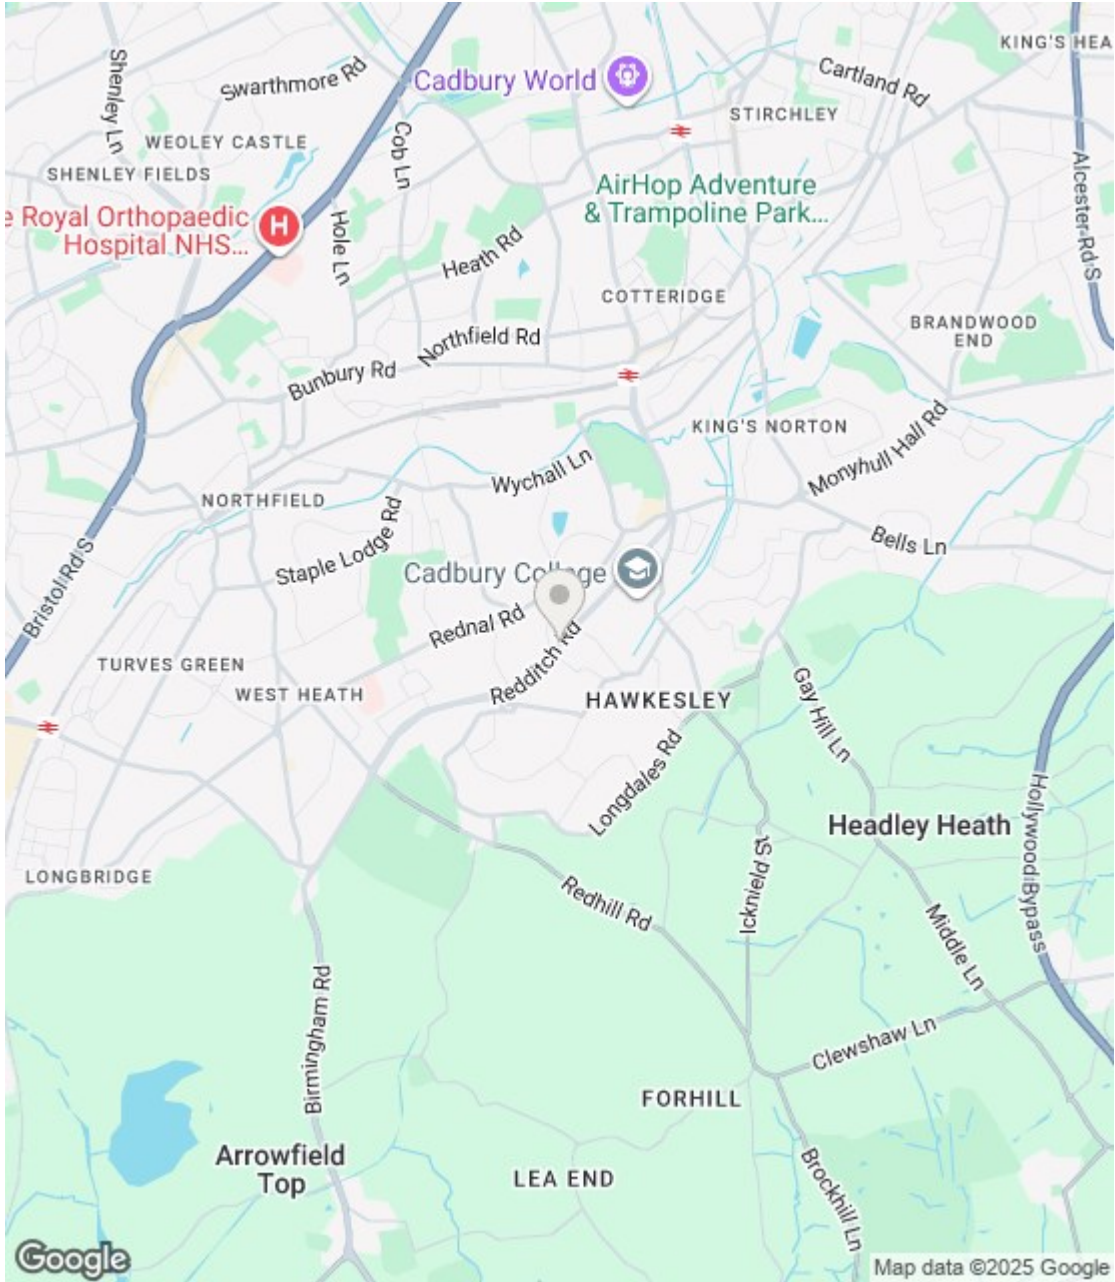 KING'S HEA
Cartland Rd
Shenley Ln
Swarthmore Rd
Cadbury World
STIRCHLEY
WEOLEY CASTLE
Cob Ln
SHENLEY FIELDS
AirHop Adventure
& Trampoline Park...
Alcester Rd S
e Royal Orthopaedic
Hospital NHS...
H
Hole Ln
Heath Rd
COTTERIDGE
BRANDWOOD
END
Northfield Rd
Bunbury Rd
KING'S NORTON
Monyhull Hall Rd
Wychall Ln
NORTHFIELD
Staple Lodge Rd
Bells Ln
Bristol Rd S
Cadbury College
Rednal Rd
Redditch Rd
TURVES GREEN
WEST HEATH
HAWKESLEY
Gay Hill Ln
Longdales Rd
Hollywood Bypass
Headley Heath
LONGBRIDGE
Icknield St
Redhill Rd
Middle Ln
Birmingham Rd
Clewshaw Ln
FORHILL
Arrowfield
Top
LEA END
Brockhill Ln
Google
Map data ©2025 Google